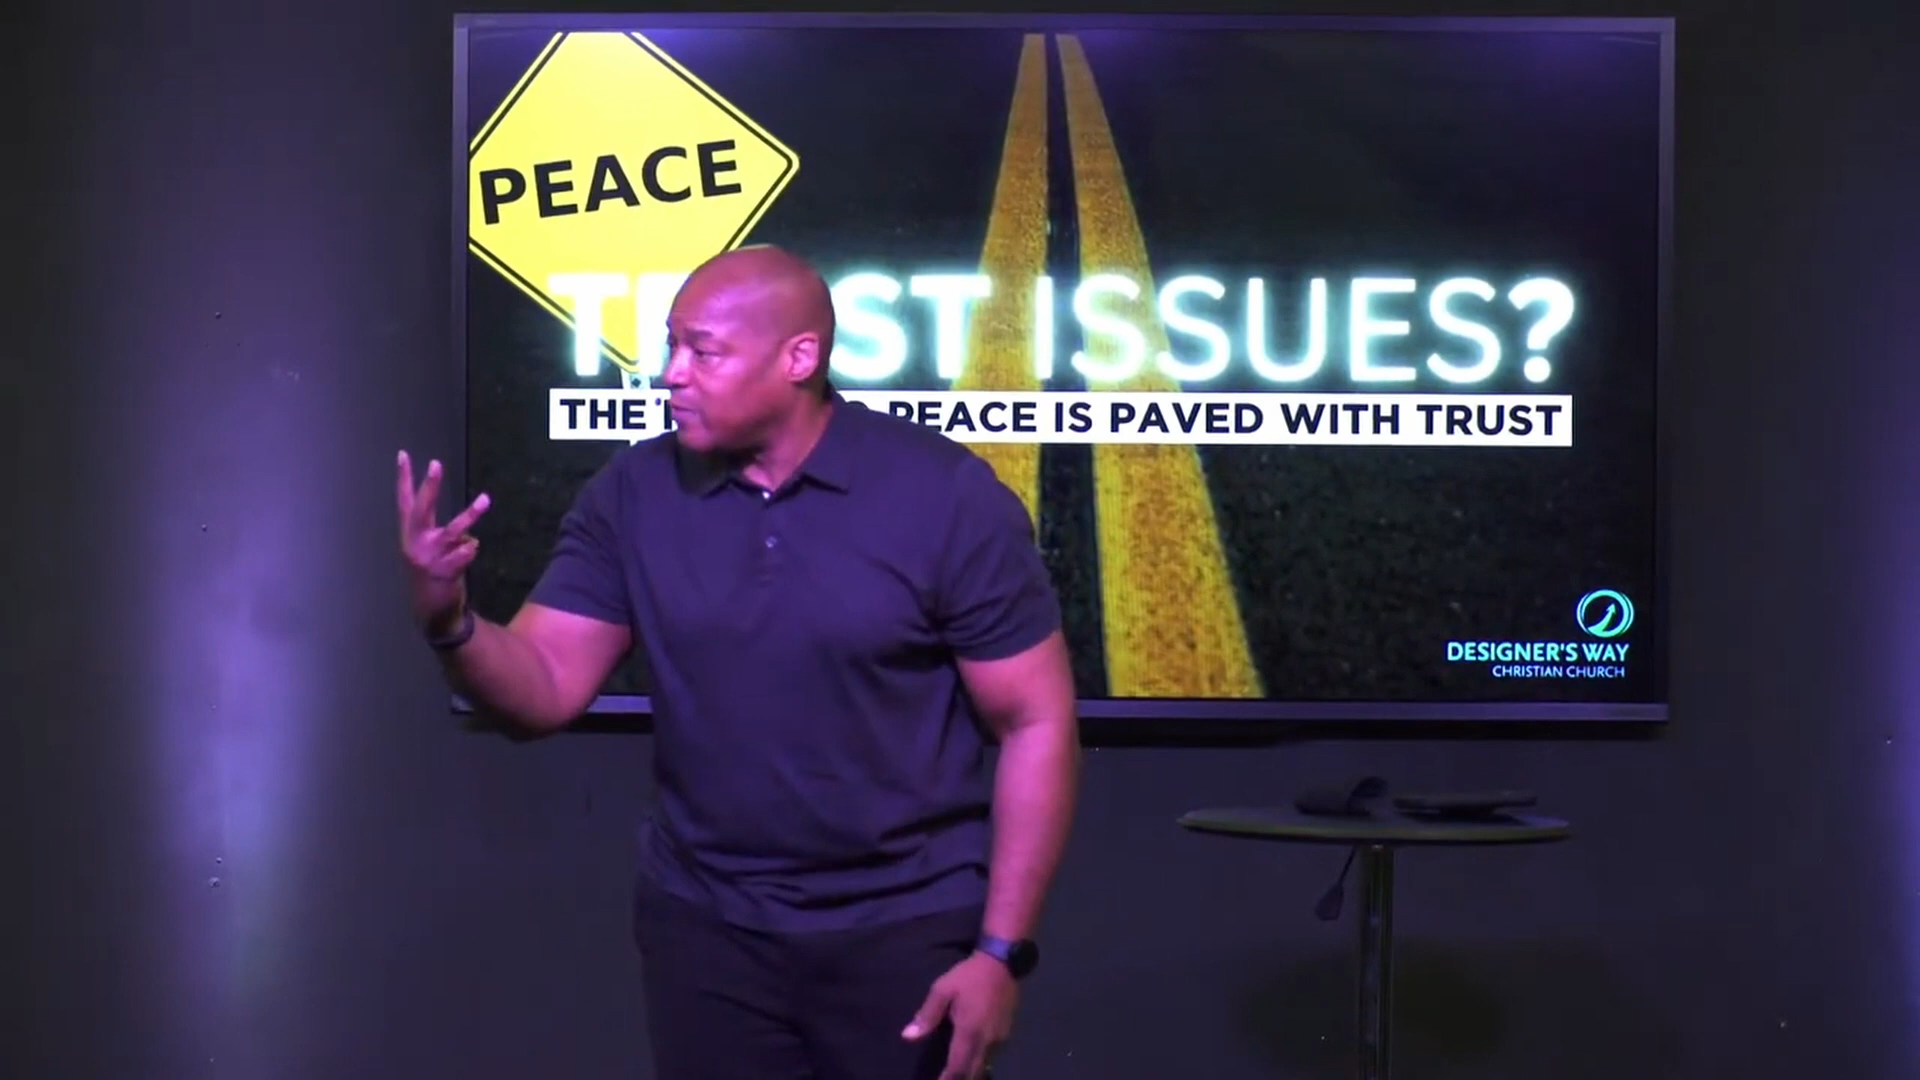 PEACE
ISSUES?
THE PEACE IS PAVED WITH TRUST
DESIGNER'S WAY
CHRISTIAN CHURCH